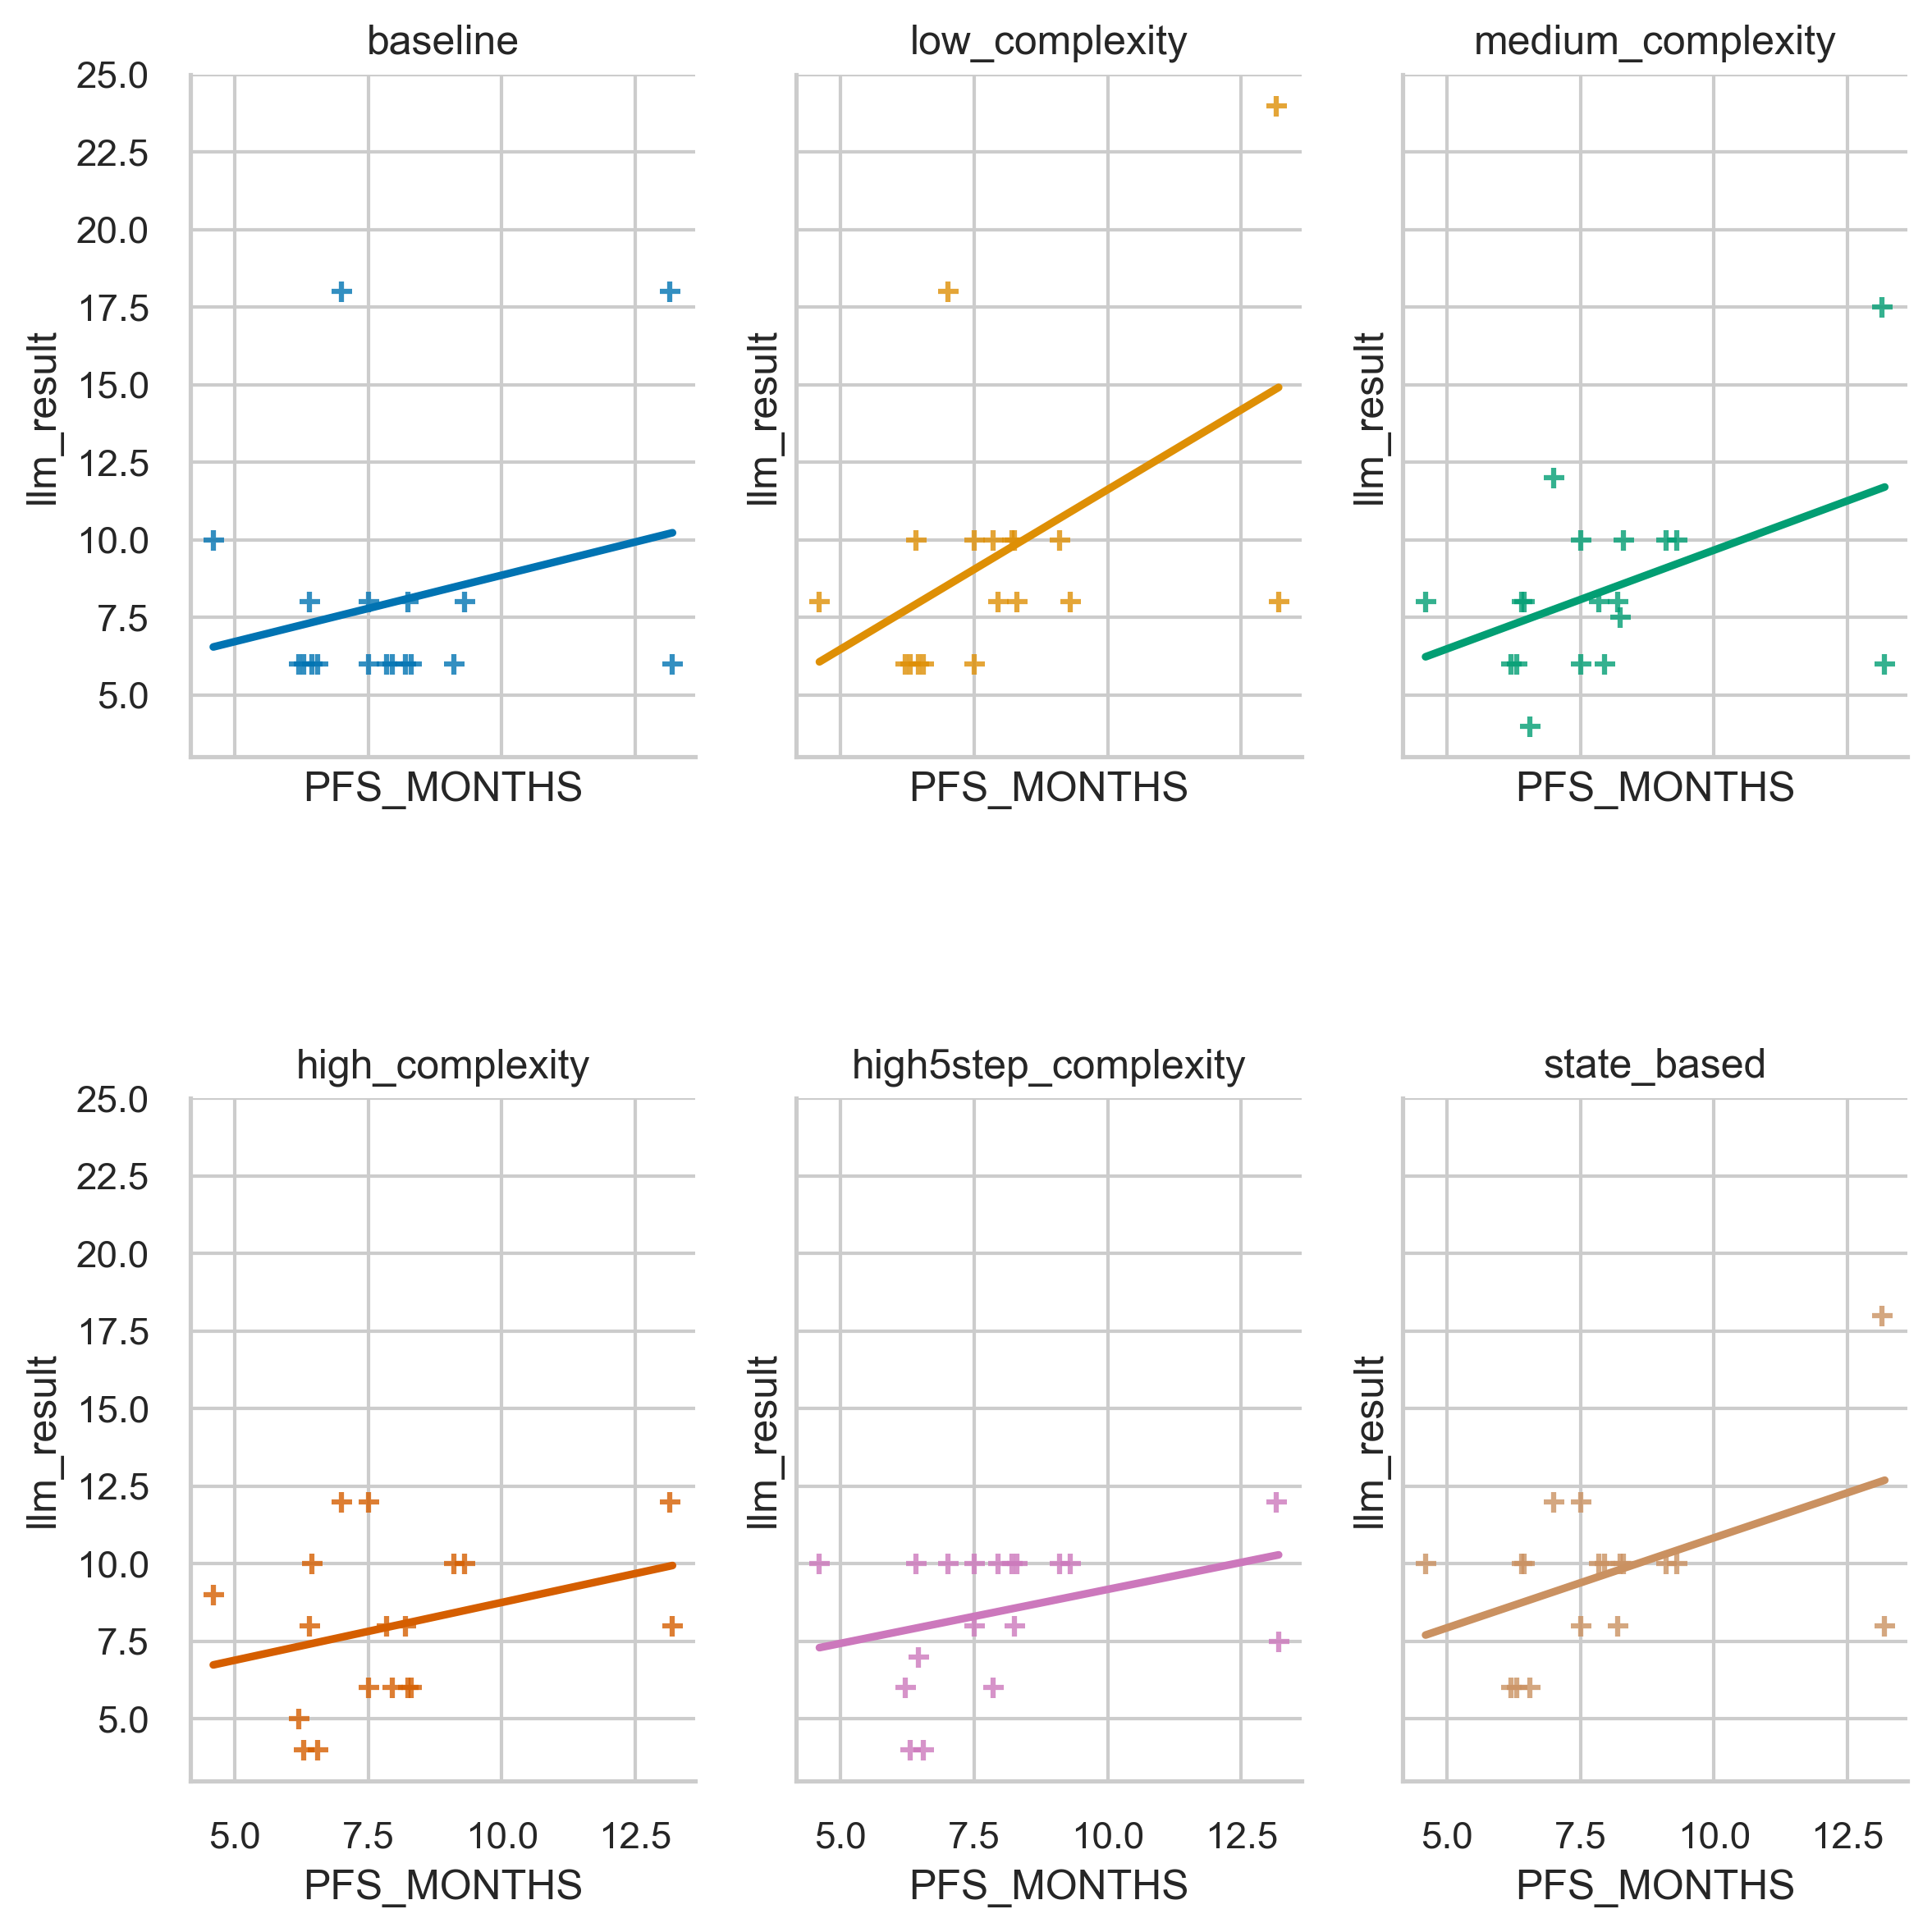 baseline
low_complexity
medium_complexity
25.0
22.5
20.0
17.5
15.0
12.5
10.0
7.5
5.0
llm_result
llm_result
llm_result
PFS_MONTHS
PFS_MONTHS
PFS_MONTHS
high_complexity
high5step_complexity
state_based
25.0
22.5
20.0
17.5
15.0
12.5
10.0
7.5
5.0
llm_result
llm_result
llm_result
5.0 7.5 10.0 12.5
5.0 7.5 10.0 12.5
5.0 7.5 10.0 12.5
PFS_MONTHS
PFS_MONTHS
PFS_MONTHS